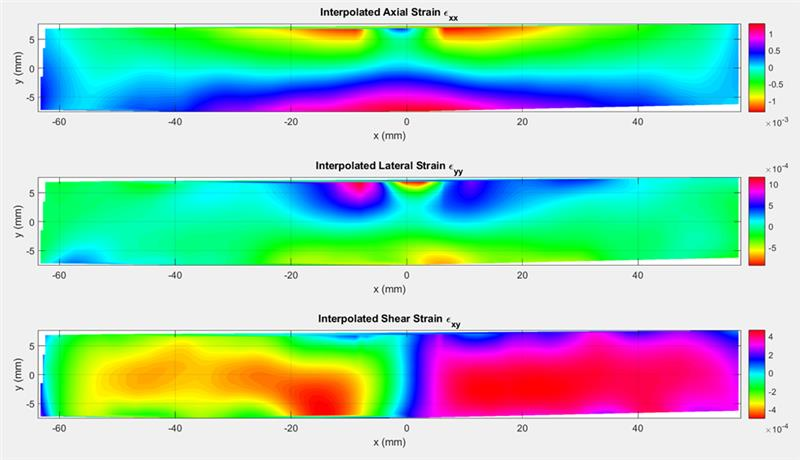 Interpolated Axial Strain ϵxx
y (mm)
5
0
-5
1
0.5
0
-0.5
-1
×10^-3
-60 -40 -20 0 20 40
x (mm)
Interpolated Lateral Strain ϵyy
×10^-4
y (mm)
5
0
-5
10
5
0
-5
-60 -40 -20 0 20 40
x (mm)
Interpolated Shear Strain ϵxy
y (mm)
5
0
-5
4
2
0
-2
-4
×10^-4
-60 -40 -20 0 20 40
x (mm)